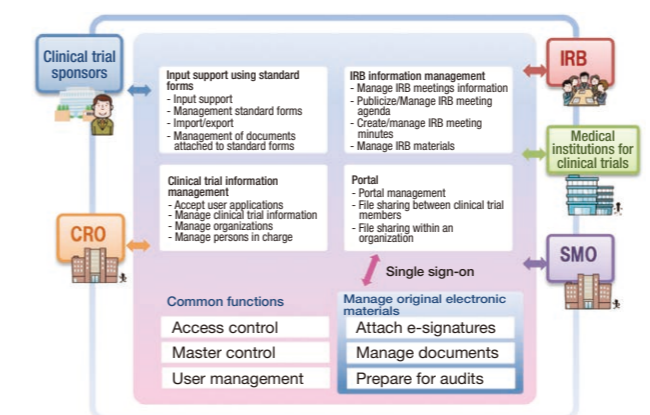 Clinical trial
sponsors
Input support using standard
forms
- Input support
- Management standard forms
- Import/export
- Management of documents
attached to standard forms
IRB information management
- Manage IRB meetings information
- Publicize/Manage IRB meeting
agenda
- Create/manage IRB meeting
minutes
- Manage IRB materials
IRB
Medical
institutions for
clinical trials
Clinical trial information
management
- Accept user applications
- Manage clinical trial information
- Manage organizations
- Manage persons in charge
Portal
- Portal management
- File sharing between clinical trial
members
- File sharing within an
organization
CRO
SMO
Single sign-on
Common functions
Access control
Master control
User management
Manage original electronic
materials
Attach e-signatures
Manage documents
Prepare for audits